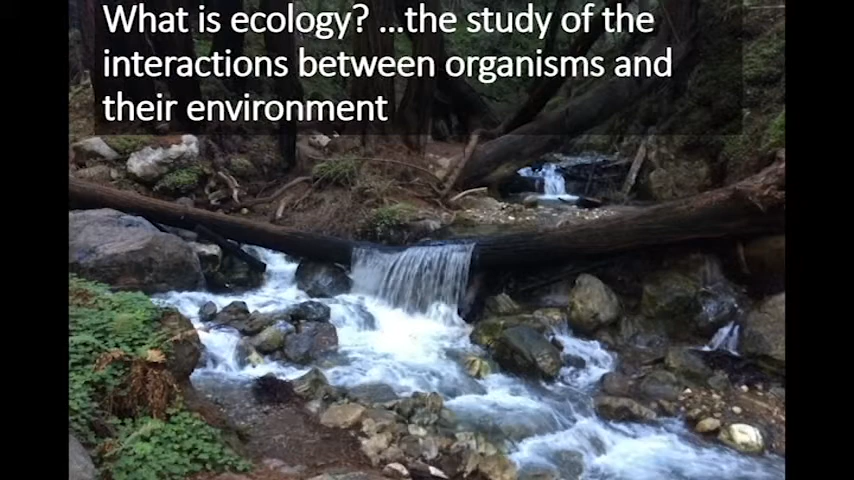 What is ecology? ...the study of the
interactions between organisms and
their environment